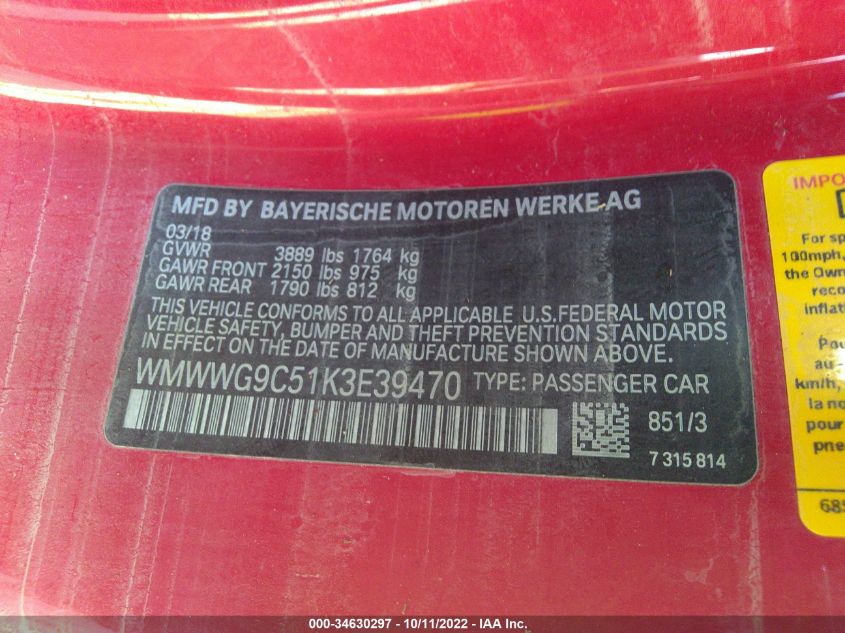 MFD BY BAYERISCHE MOTOREN WERKE AG
03/18
GVWR 3889 lbs 1764 kg
GAWR FRONT 2150 lbs 975 kg
GAWR REAR 1790 lbs 812 kg
THIS VEHICLE CONFORMS TO ALL APPLICABLE U.S.FEDERAL MOTOR
VEHICLE SAFETY, BUMPER AND THEFT PREVENTION STANDARDS
IN EFFECT ON THE DATE OF MANUFACTURE SHOWN ABOVE.
WMWWG9C51K3E39470 TYPE: PASSENGER CAR
851/3
7 315 814
IMPO
For sp
100mph,
the Own
reco
inflat
Pou
au
km/h,
la no
pour
pne
685
000-34630297 - 10/11/2022 - IAA Inc.